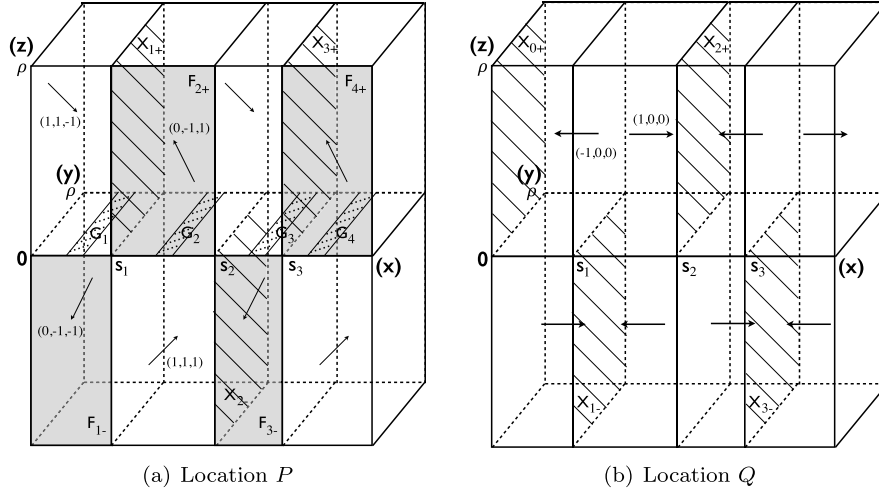 (z)
ρ
(y)
ρ
0
(x)
X1+
X3+
F2+
F4+
(1,1,-1)
(0,-1,1)
G1
G2
G3
G4
s1
s2
s3
(0,-1,-1)
(1,1,1)
X2-
F1-
F3-
(a) Location P
(z)
ρ
(y)
ρ
0
(x)
X0+
X2+
(-1,0,0)
(1,0,0)
s1
s2
s3
X1-
X3-
(b) Location Q